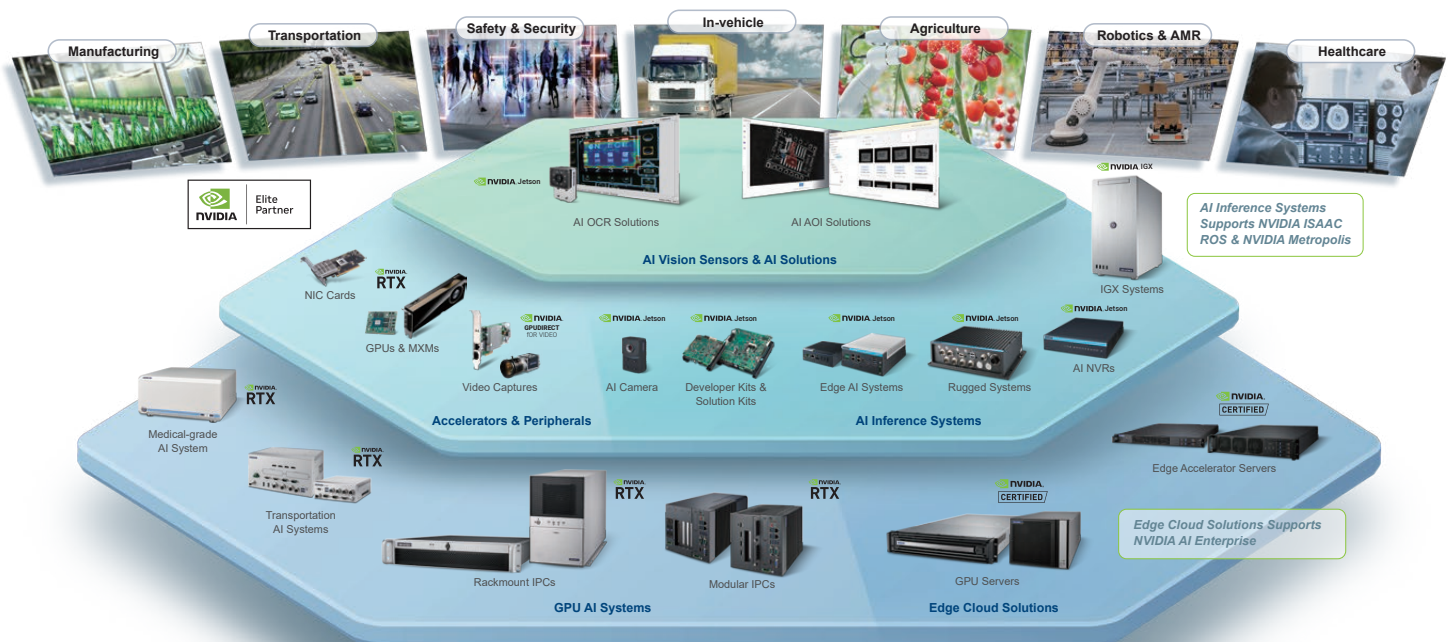 Manufacturing
Transportation
Safety & Security
In-vehicle
Agriculture
Robotics & AMR
Healthcare
NVIDIA
Elite
Partner
NVIDIA. Jetson
AI OCR Solutions
AI AOI Solutions
AI Vision Sensors & AI Solutions
NVIDIA. IGX
IGX Systems
AI Inference Systems
Supports NVIDIA ISAAC
ROS & NVIDIA Metropolis
NIC Cards
NVIDIA.
RTX
GPUs & MXMs
NVIDIA.
GPUDIRECT
FOR VIDEO
Video Captures
Accelerators & Peripherals
NVIDIA. Jetson
AI Camera
NVIDIA. Jetson
Developer Kits &
Solution Kits
NVIDIA. Jetson
Edge AI Systems
NVIDIA. Jetson
Rugged Systems
NVIDIA. Jetson
AI NVRs
AI Inference Systems
NVIDIA.
RTX
Medical-grade
AI System
NVIDIA.
RTX
Transportation
AI Systems
NVIDIA.
RTX
Rackmount IPCs
NVIDIA.
RTX
Modular IPCs
GPU AI Systems
NVIDIA.
CERTIFIED
GPU Servers
NVIDIA.
CERTIFIED
Edge Accelerator Servers
Edge Cloud Solutions Supports
NVIDIA AI Enterprise
Edge Cloud Solutions